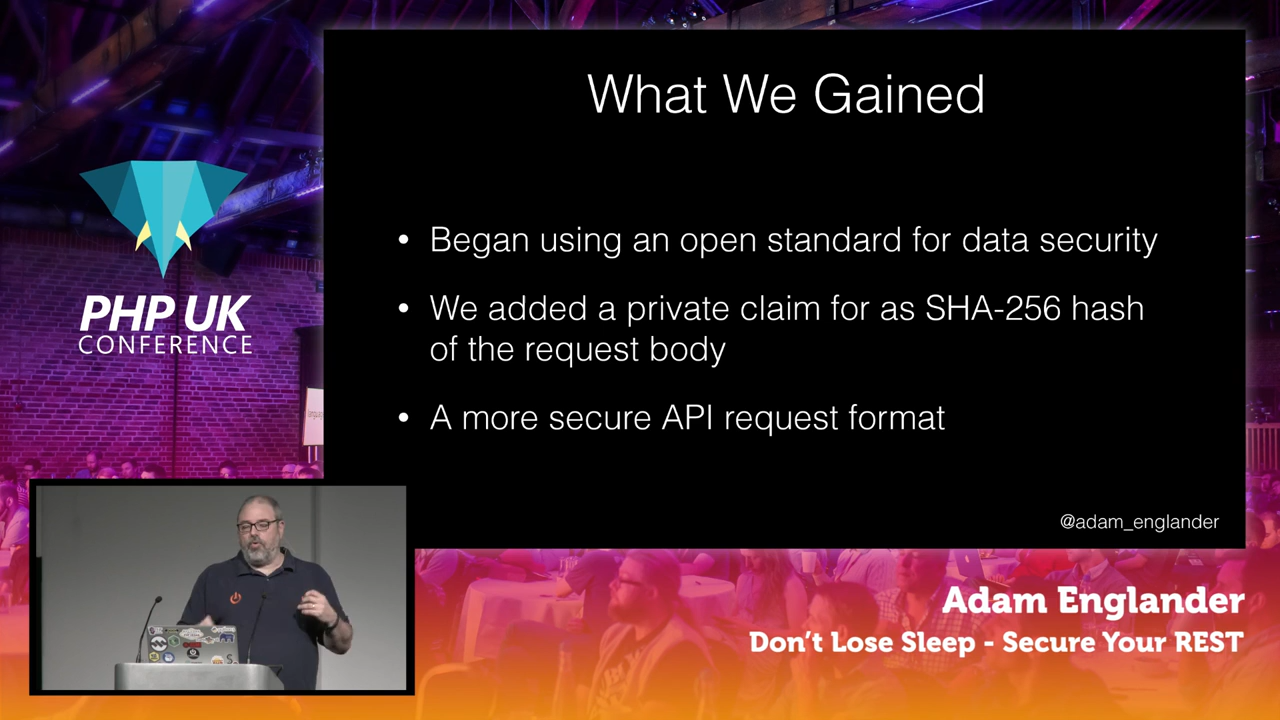 What We Gained
• Began using an open standard for data security
• We added a private claim for as SHA-256 hash
of the request body
• A more secure API request format
@adam_englander
PHP UK
CONFERENCE
Adam Englander
Don't Lose Sleep - Secure Your REST